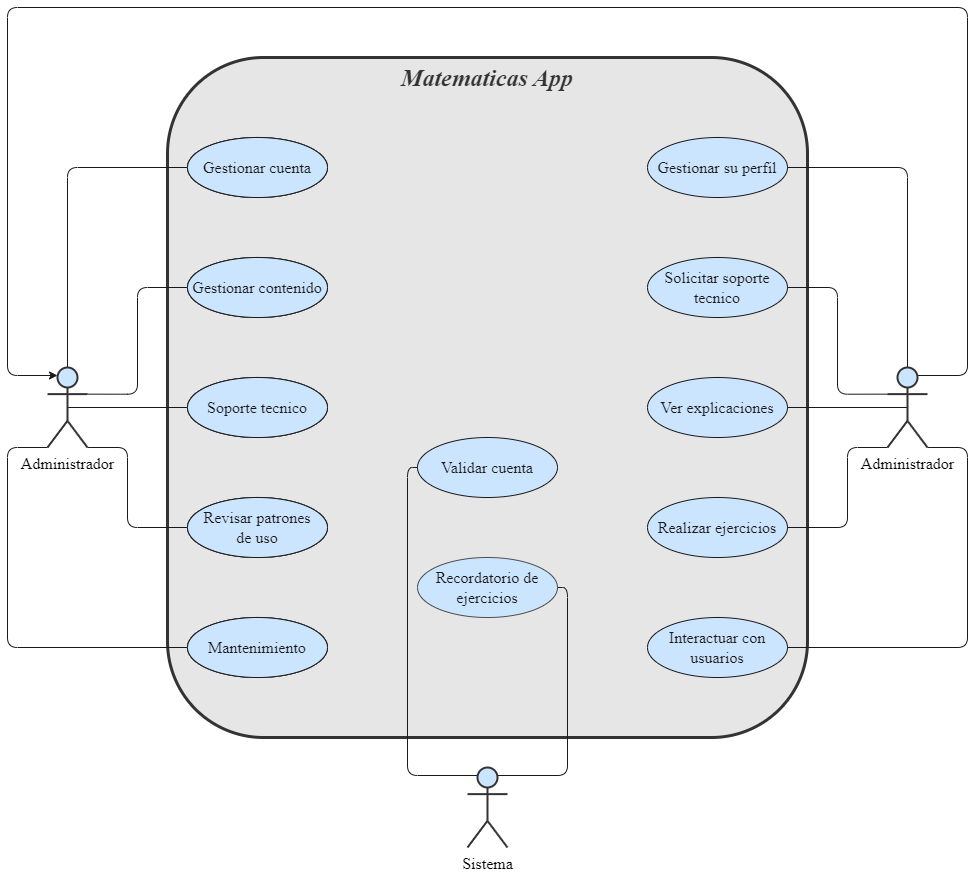 Matematicas App
Gestionar cuenta
Gestionar su perfil
Gestionar contenido
Solicitar soporte
tecnico
Soporte tecnico
Ver explicaciones
Administrador
Administrador
Validar cuenta
Revisar patrones
de uso
Realizar ejercicios
Recordatorio de
ejercicios
Mantenimiento
Interactuar con
usuarios
Sistema